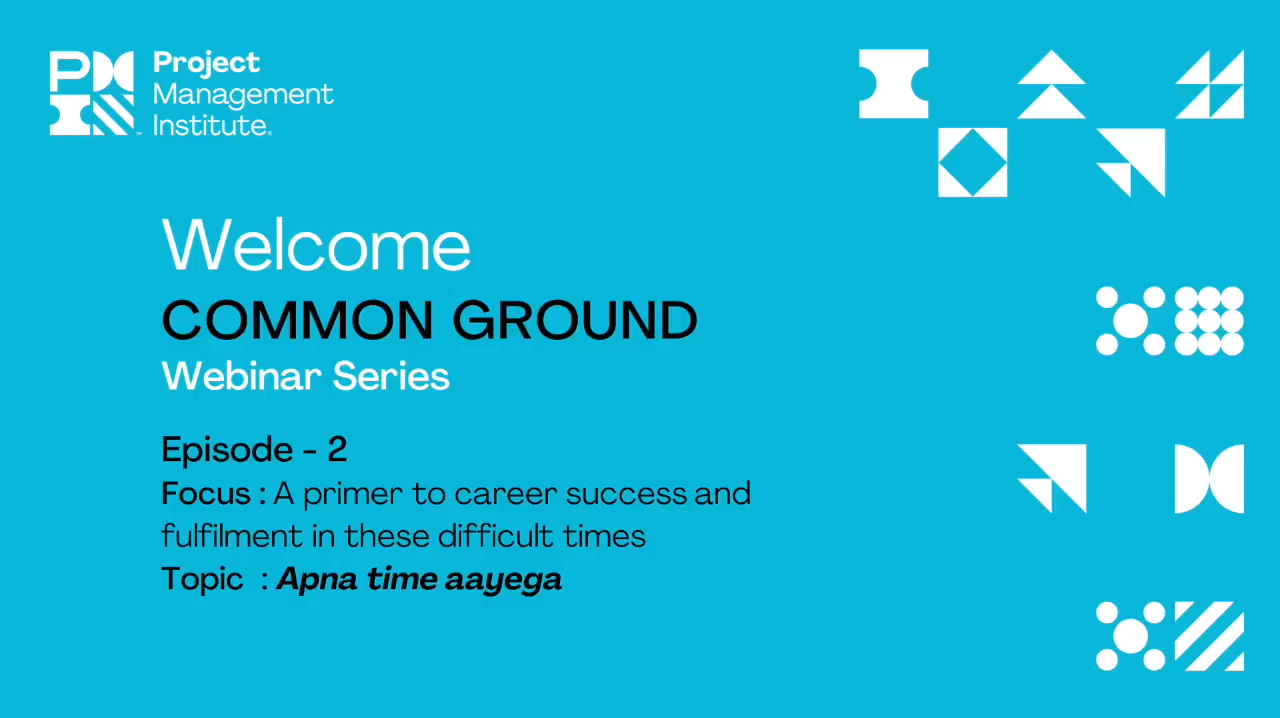 Project
Management
Institute.
Welcome
COMMON GROUND
Webinar Series
Episode - 2
Focus : A primer to career success and
fulfilment in these difficult times
Topic : Apna time aayega